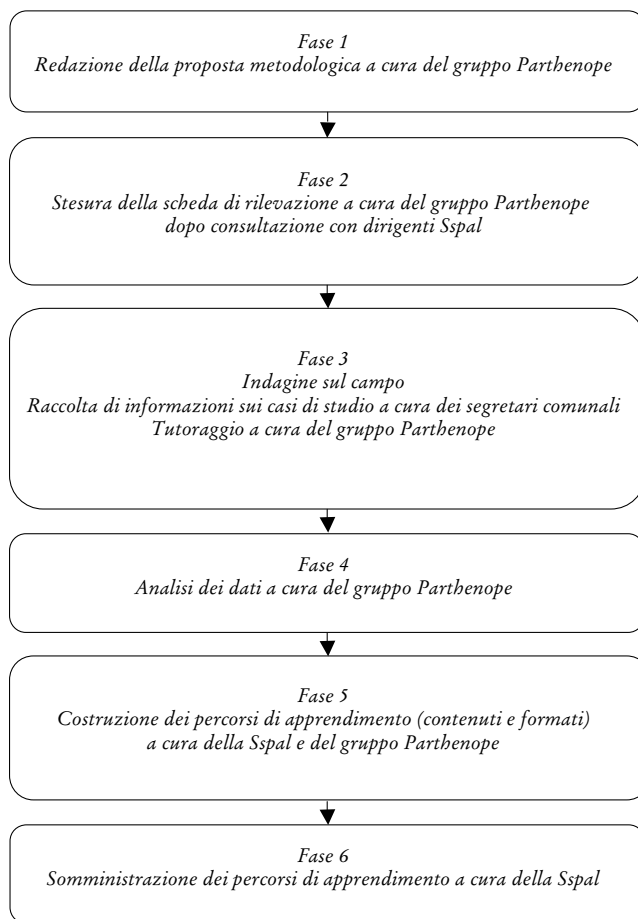 Fase 1
Redazione della proposta metodologica a cura del gruppo Parthenope
Fase 2
Stesura della scheda di rilevazione a cura del gruppo Parthenope
dopo consultazione con dirigenti Sspal
Fase 3
Indagine sul campo
Raccolta di informazioni sui casi di studio a cura dei segretari comunali
Tutoraggio a cura del gruppo Parthenope
Fase 4
Analisi dei dati a cura del gruppo Parthenope
Fase 5
Costruzione dei percorsi di apprendimento (contenuti e formati)
a cura della Sspal e del gruppo Parthenope
Fase 6
Somministrazione dei percorsi di apprendimento a cura della Sspal